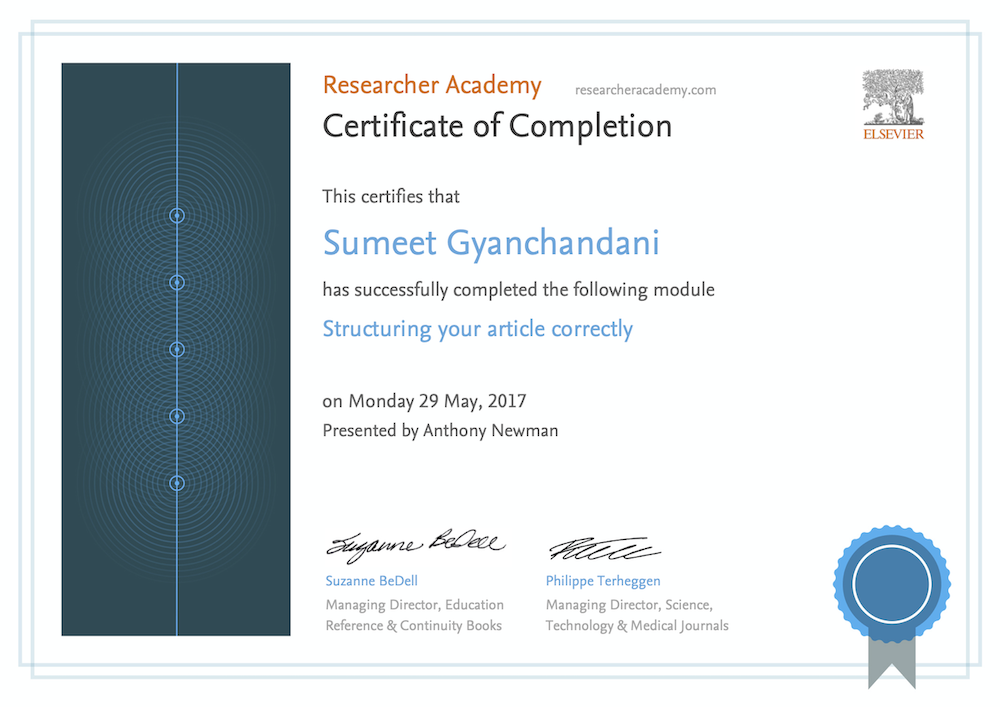 Researcher Academy researcheracademy.com
Certificate of Completion
ELSEVIER
This certifies that
Sumeet Gyanchandani
has successfully completed the following module
Structuring your article correctly
on Monday 29 May, 2017
Presented by Anthony Newman
Suzanne BeDell
Suzanne BeDell
Managing Director, Education
Reference & Continuity Books
Philippe Terheggen
Managing Director, Science,
Technology & Medical Journals